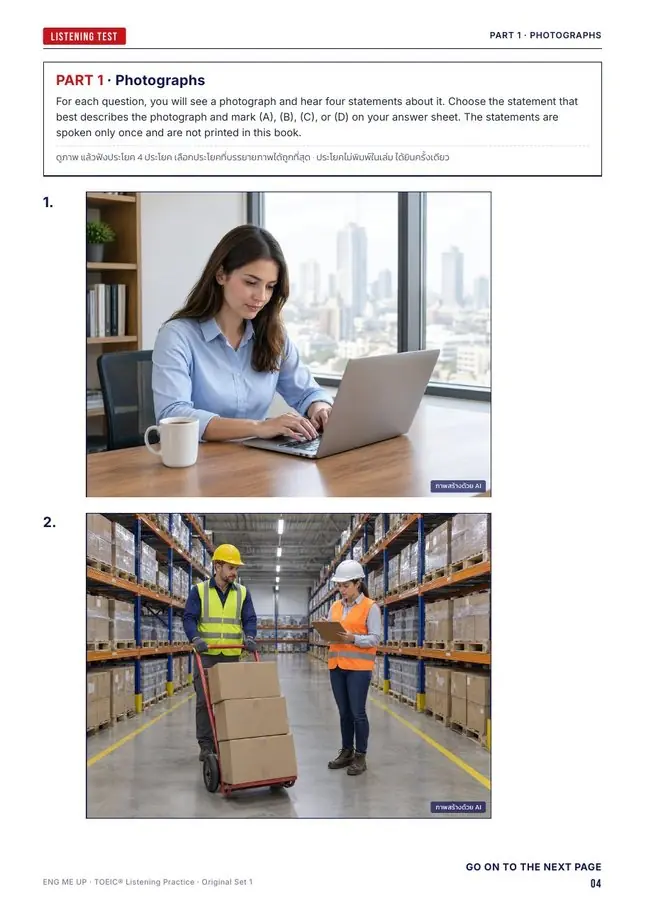 LISTENING TEST
PART 1 · PHOTOGRAPHS
PART 1 · Photographs
For each question, you will see a photograph and hear four statements about it. Choose the statement that
best describes the photograph and mark (A), (B), (C), or (D) on your answer sheet. The statements are
spoken only once and are not printed in this book.
ดูภาพ แล้วฟังประโยค 4 ประโยค เลือกประโยคที่บรรยายภาพได้ถูกที่สุด · ประโยคไม่พิมพ์ในเล่ม ได้ยินครั้งเดียว
1.
ภาพสร้างด้วย AI
2.
ภาพสร้างด้วย AI
GO ON TO THE NEXT PAGE
ENG ME UP · TOEIC® Listening Practice · Original Set 1
04